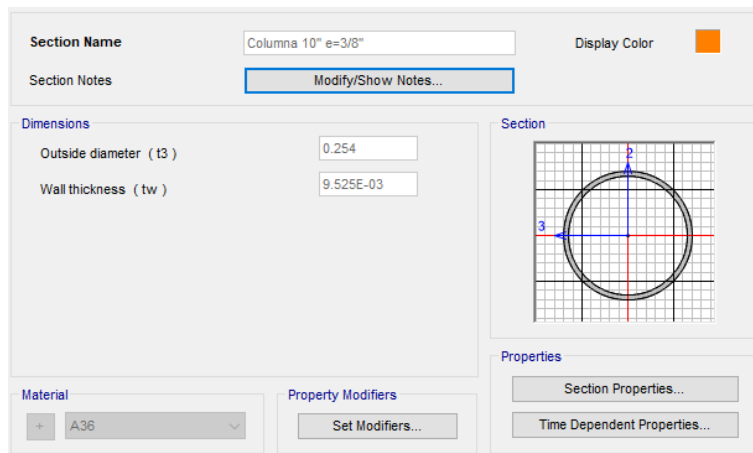 Section Name
Columna 10" e=3/8"
Display Color
Section Notes
Modify/Show Notes...
Dimensions
Outside diameter ( t3 )
0.254
Wall thickness ( tw )
9.525E-03
Section
2
3
Properties
Section Properties...
Time Dependent Properties...
Material
+
A36
Property Modifiers
Set Modifiers...